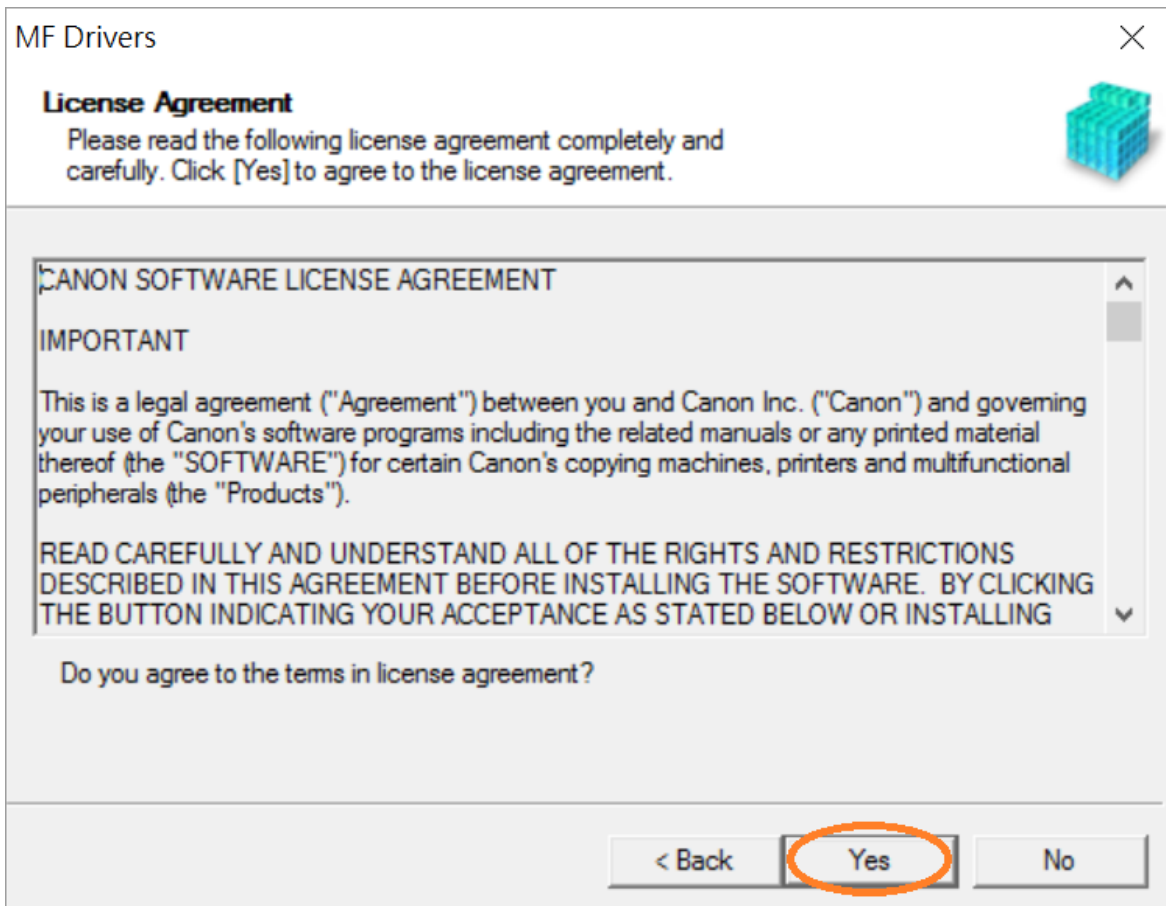 MF Drivers
License Agreement
Please read the following license agreement completely and
carefully. Click [Yes] to agree to the license agreement.
CANON SOFTWARE LICENSE AGREEMENT
IMPORTANT
This is a legal agreement ("Agreement") between you and Canon Inc. ("Canon") and governing
your use of Canon's software programs including the related manuals or any printed material
thereof (the "SOFTWARE") for certain Canon's copying machines, printers and multifunctional
peripherals (the "Products").
READ CAREFULLY AND UNDERSTAND ALL OF THE RIGHTS AND RESTRICTIONS
DESCRIBED IN THIS AGREEMENT BEFORE INSTALLING THE SOFTWARE.  BY CLICKING
THE BUTTON INDICATING YOUR ACCEPTANCE AS STATED BELOW OR INSTALLING
Do you agree to the terms in license agreement?
< Back
Yes
No